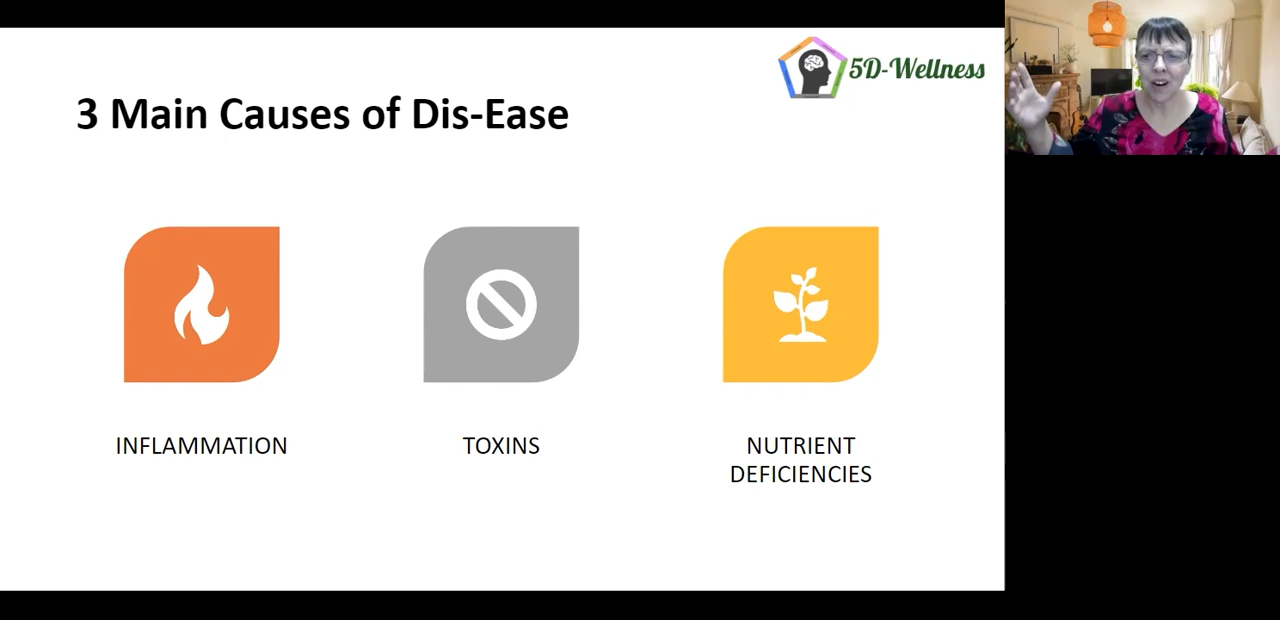 5D-Wellness
3 Main Causes of Dis-Ease
INFLAMMATION
TOXINS
NUTRIENT
DEFICIENCIES